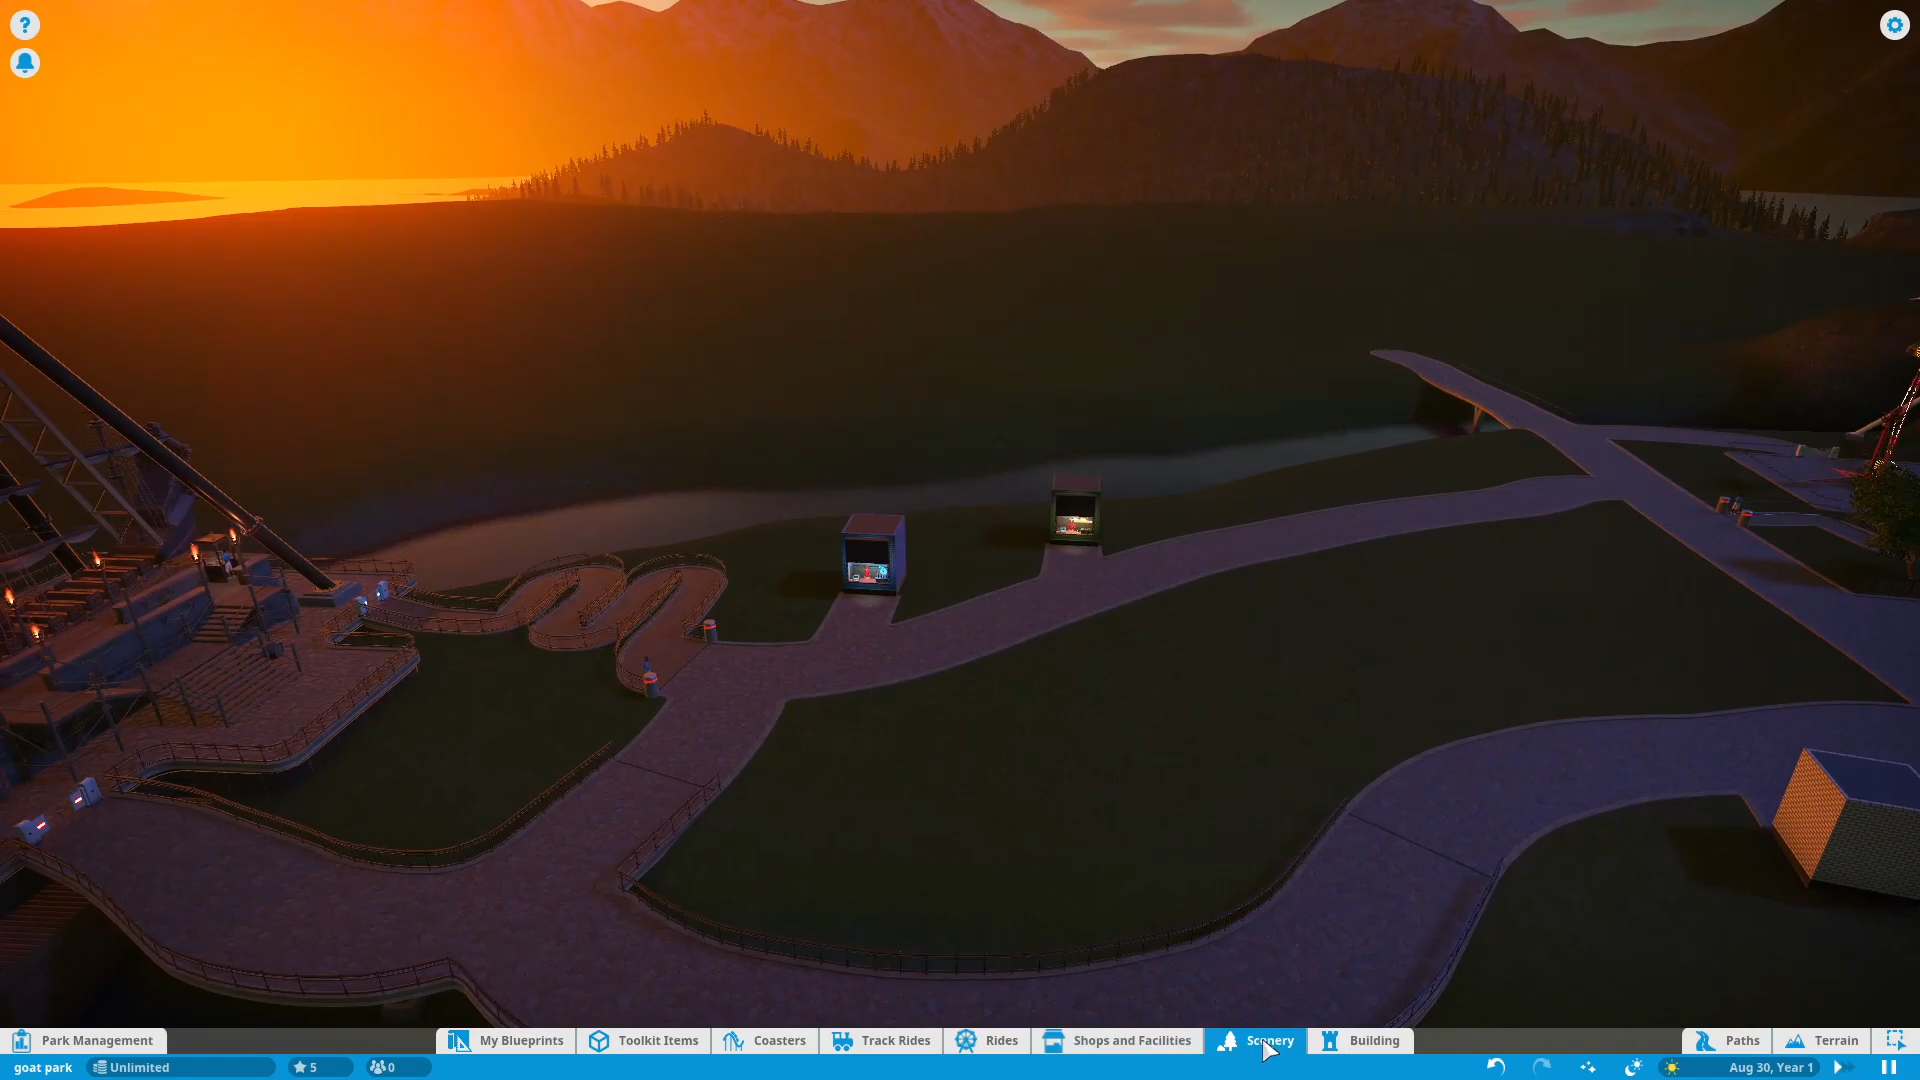 ?
Park Management
My Blueprints
Toolkit Items
Coasters
Track Rides
Rides
Shops and Facilities
Scenery
Building
Paths
Terrain
goat park
Unlimited
5
0
Aug 30, Year 1